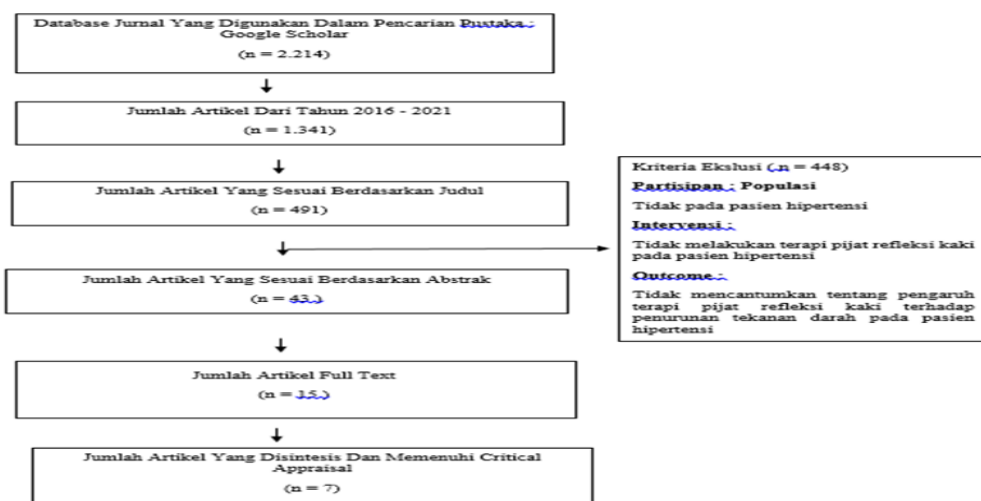 Database Jurnal Yang Digunakan Dalam Pencarian Pustaka :
Google Scholar
(n = 2.214)
Jumlah Artikel Dari Tahun 2016 - 2021
(n = 1.341)
Jumlah Artikel Yang Sesuai Berdasarkan Judul
(n = 491)
Kriteria Ekslusi ( n = 448)
Partisipan : Populasi
Tidak pada pasien hipertensi
Intervensi :
Tidak melakukan terapi pijat refleksi kaki
pada pasien hipertensi
Outcome :
Tidak mencantumkan tentang pengaruh
terapi pijat refleksi kaki terhadap
penurunan tekanan darah pada pasien
hipertensi
Jumlah Artikel Yang Sesuai Berdasarkan Abstrak
(n = 43 )
Jumlah Artikel Full Text
(n = 15 )
Jumlah Artikel Yang Disintesis Dan Memenuhi Critical
Appraisal
(n = 7)